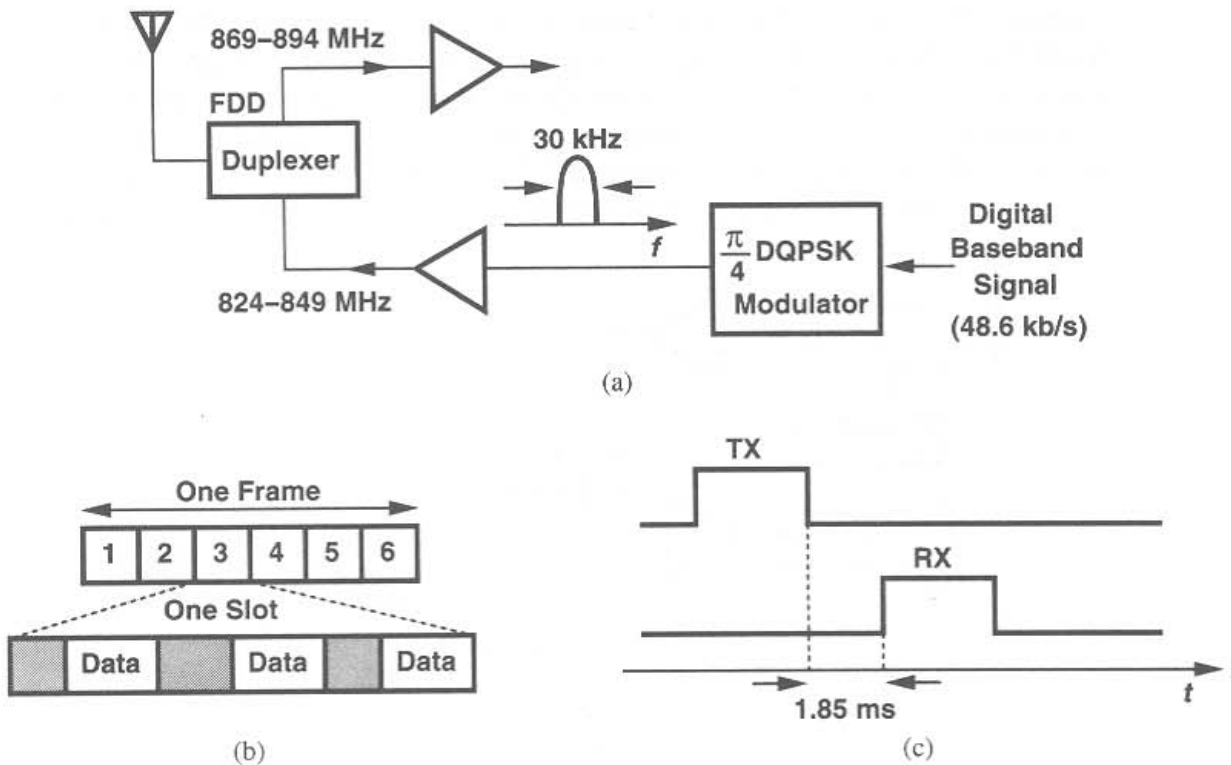 869–894 MHz
FDD
Duplexer
30 kHz
f
824–849 MHz
π/4 DQPSK
Modulator
Digital
Baseband
Signal
(48.6 kb/s)
(a)
One Frame
1 2 3 4 5 6
One Slot
Data Data Data
(b)
TX
RX
t
1.85 ms
(c)